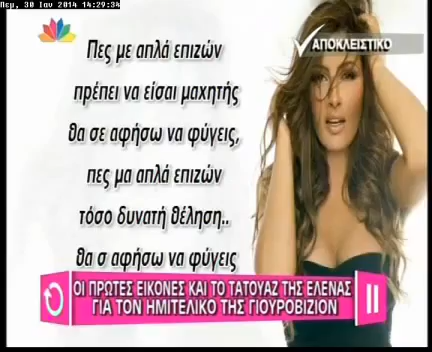 Πεμ, 30 Ιαν 2014 14:29:34
ΑΠΟΚΛΕΙΣΤΙΚΟ
Πες με απλά επιζών
πρέπει να είσαι μαχητής
θα σε αφήσω να φύγεις,
πες μα απλά επιζών
τόσο δυνατή θέληση..
θα σ αφήσω να φύγεις
ΟΙ ΠΡΩΤΕΣ ΕΙΚΟΝΕΣ ΚΑΙ ΤΟ ΤΑΤΟΥΑΖ ΤΗΣ ΕΛΕΝΑΣ
ΓΙΑ ΤΟΝ ΗΜΙΤΕΛΙΚΟ ΤΗΣ ΓΙΟΥΡΟΒΙΖΙΟΝ